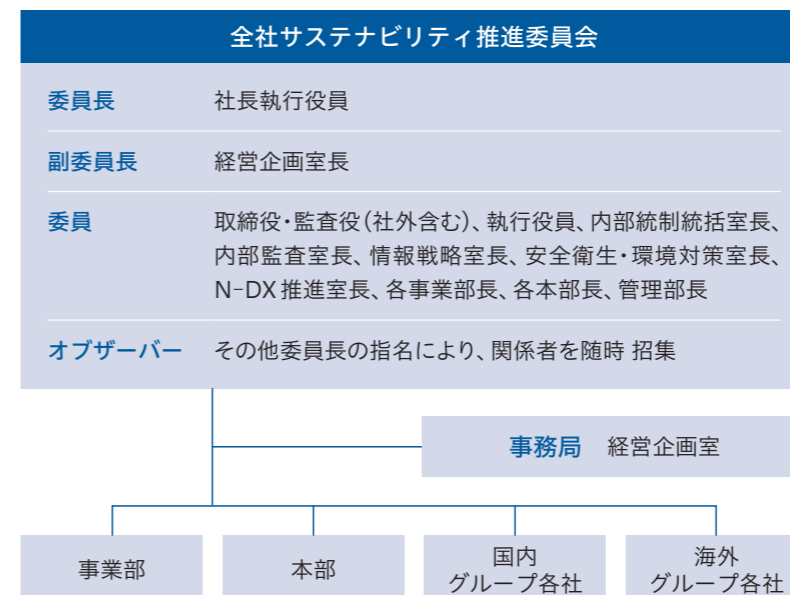 全社サステナビリティ推進委員会
委員長 社長執行役員
副委員長 経営企画室長
委員 取締役・監査役(社外含む)、執行役員、内部統制統括室長、
内部監査室長、情報戦略室長、安全衛生・環境対策室長、
N-DX推進室長、各事業部長、各本部長、管理部長
オブザーバー その他委員長の指名により、関係者を随時 招集
事務局 経営企画室
事業部
本部
国内
グループ各社
海外
グループ各社